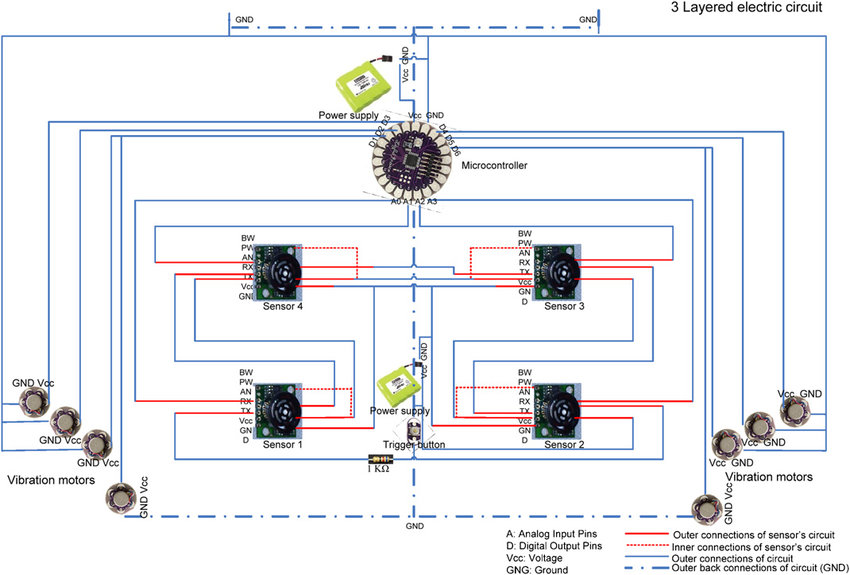 3 Layered electric circuit
GND
GND
Vcc GND
Power supply
Vcc GND
D1 D2 D3
D4 D5 D6
Microcontroller
A0 A1 A2 A3
BW
PW
AN
RX
TX
Vcc
GNI
Sensor 4
BW
PW
AN
RX
TX
Vcc
GN
D
Sensor 3
GND Vcc
GND Vcc
GND Vcc
GND Vcc
Vibration motors
BW
PW
AN
RX
TX
Vcc
GN
D
Sensor 1
Vcc GND
Power supply
Trigger button
1 KΩ
BW
PW
AN
RX
TX
Vcc
GN
D
Sensor 2
Vcc GND
Vcc GND
Vcc GND
Vcc GND
Vibration motors
GND
A: Analog Input Pins
D: Digital Output Pins
Vcc: Voltage
GNG: Ground
Outer connections of sensor's circuit
Inner connections of sensor's circuit
Outer connections of circuit
Outer back connections of circuit (GND)